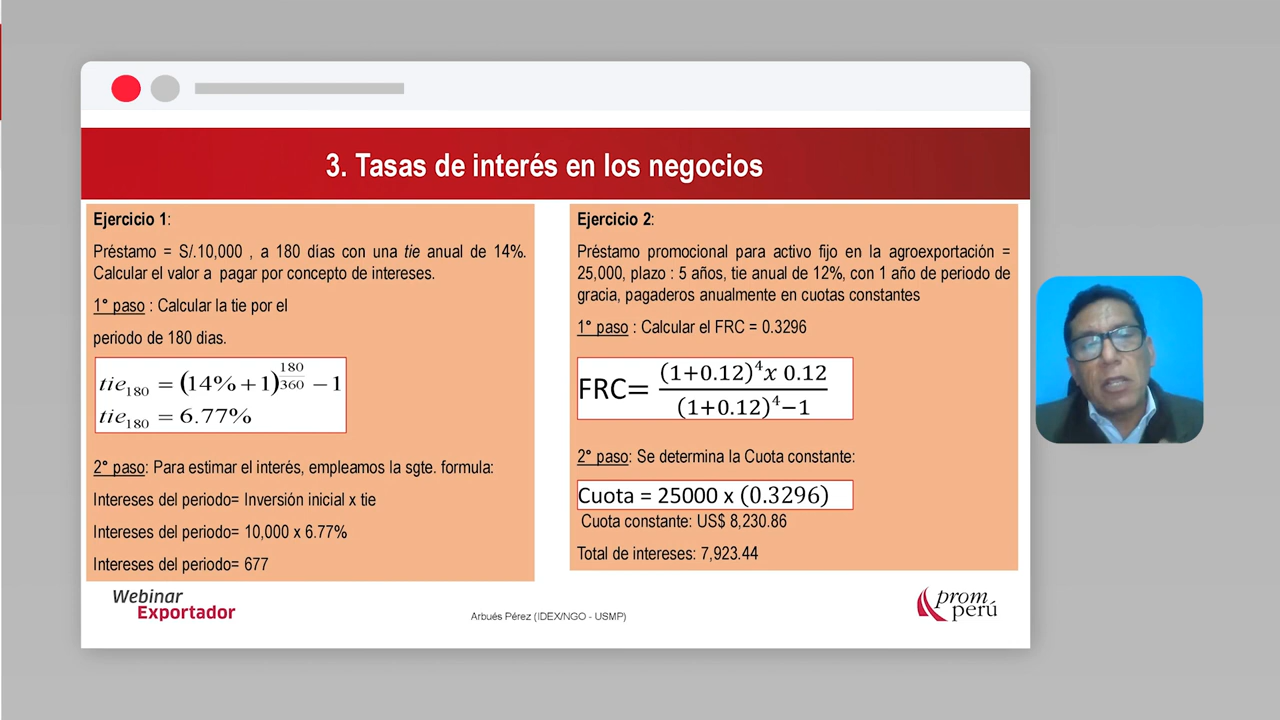 3. Tasas de interés en los negocios
Ejercicio 1:
Préstamo = S/.10,000 , a 180 días con una tie anual de 14%.
Calcular el valor a pagar por concepto de intereses.
1° paso : Calcular la tie por el
periodo de 180 dias.
tie₁₈₀ = (14% + 1)^(180/360) − 1
tie₁₈₀ = 6.77%
2° paso: Para estimar el interés, empleamos la sgte. formula:
Intereses del periodo= Inversión inicial x tie
Intereses del periodo= 10,000 x 6.77%
Intereses del periodo= 677
Ejercicio 2:
Préstamo promocional para activo fijo en la agroexportación =
25,000, plazo : 5 años, tie anual de 12%, con 1 año de periodo de
gracia, pagaderos anualmente en cuotas constantes
1° paso : Calcular el FRC = 0.3296
FRC= (1+0.12)⁴x 0.12 / (1+0.12)⁴−1
2° paso: Se determina la Cuota constante:
Cuota = 25000 x (0.3296)
Cuota constante: US$ 8,230.86
Total de intereses: 7,923.44
Webinar
Exportador
Arbués Pérez (IDEX/NGO - USMP)
prom
perú